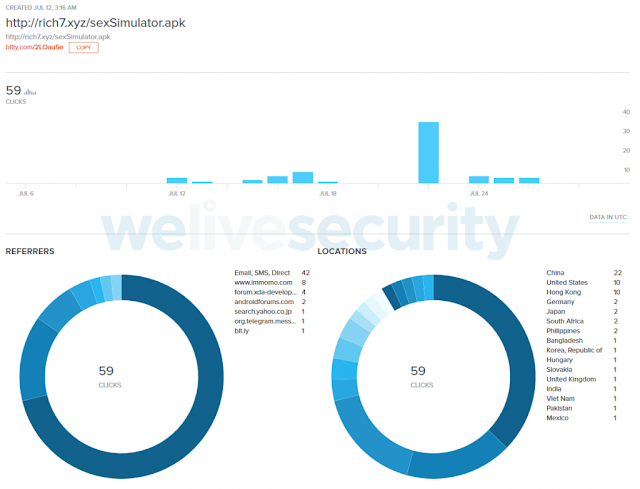 CREATED JUL 12, 3:16 AM
http://rich7.xyz/sexSimulator.apk
http://rich7.xyz/sexSimulator.apk
bitly.com/2LOau5e COPY
59
CLICKS
40
30
20
10
JUL 6 JUL 12 JUL 18 JUL 24
welivesecurity
DATA IN UTC
REFERRERS
59
CLICKS
Email, SMS, Direct 42
www.immomo.com 8
forum.xda-develop... 4
androidforums.com 2
search.yahoo.co.jp 1
org.telegram.mess... 1
bit.ly 1
LOCATIONS
59
CLICKS
China 22
United States 10
Hong Kong 10
Germany 2
Japan 2
South Africa 2
Philippines 2
Bangladesh 1
Korea, Republic of 1
Hungary 1
Slovakia 1
United Kingdom 1
India 1
Viet Nam 1
Pakistan 1
Mexico 1